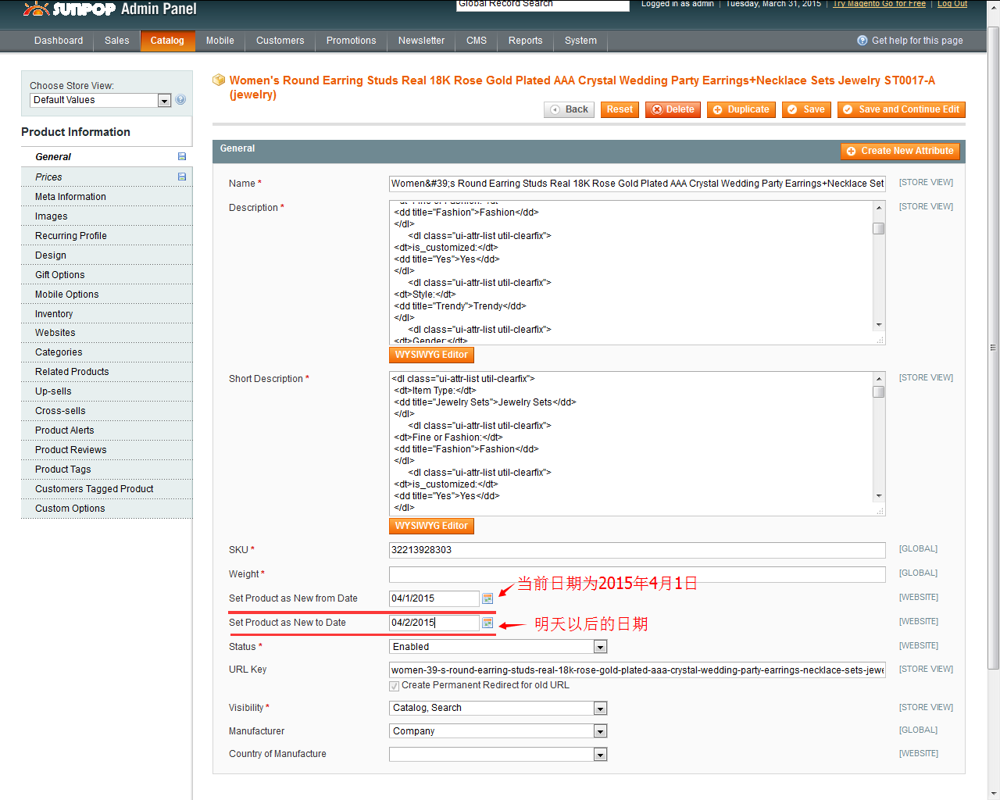 SUNPOP Admin Panel
Global Record Search
Logged in as admin | Tuesday, March 31, 2015 | Try Magento Go for Free | Log Out
Dashboard Sales Catalog Mobile Customers Promotions Newsletter CMS Reports System Get help for this page
Choose Store View:
Default Values
Product Information
General
Prices
Meta Information
Images
Recurring Profile
Design
Gift Options
Mobile Options
Inventory
Websites
Categories
Related Products
Up-sells
Cross-sells
Product Alerts
Product Reviews
Product Tags
Customers Tagged Product
Custom Options
Women's Round Earring Studs Real 18K Rose Gold Plated AAA Crystal Wedding Party Earrings+Necklace Sets Jewelry ST0017-A
(jewelry)
Back Reset Delete Duplicate Save Save and Continue Edit
General Create New Attribute
Name * Women&#39;s Round Earring Studs Real 18K Rose Gold Plated AAA Crystal Wedding Party Earrings+Necklace Set [STORE VIEW]
Description * [STORE VIEW]
<dt>Fine or Fashion:</dt>
<dd title="Fashion">Fashion</dd>
</dl>
<dl class="ui-attr-list util-clearfix">
<dt>is_customized:</dt>
<dd title="Yes">Yes</dd>
</dl>
<dl class="ui-attr-list util-clearfix">
<dt>Style:</dt>
<dd title="Trendy">Trendy</dd>
</dl>
<dl class="ui-attr-list util-clearfix">
<dt>Gender:</dt>
WYSIWYG Editor
Short Description * [STORE VIEW]
<dl class="ui-attr-list util-clearfix">
<dt>Item Type:</dt>
<dd title="Jewelry Sets">Jewelry Sets</dd>
</dl>
<dl class="ui-attr-list util-clearfix">
<dt>Fine or Fashion:</dt>
<dd title="Fashion">Fashion</dd>
</dl>
<dl class="ui-attr-list util-clearfix">
<dt>is_customized:</dt>
<dd title="Yes">Yes</dd>
</dl>
WYSIWYG Editor
SKU * 32213928303 [GLOBAL]
Weight * [GLOBAL]
当前日期为2015年4月1日
Set Product as New from Date 04/1/2015 [WEBSITE]
Set Product as New to Date 04/2/2015 明天以后的日期 [WEBSITE]
Status * Enabled [WEBSITE]
URL Key women-39-s-round-earring-studs-real-18k-rose-gold-plated-aaa-crystal-wedding-party-earrings-necklace-sets-jewe [STORE VIEW]
Create Permanent Redirect for old URL
Visibility * Catalog, Search [STORE VIEW]
Manufacturer Company [GLOBAL]
Country of Manufacture [WEBSITE]